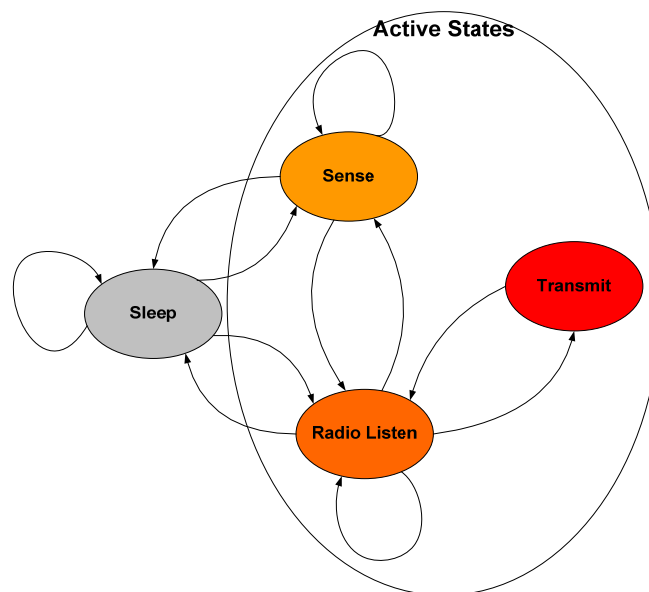 Active States
Sense
Transmit
Sleep
Radio Listen